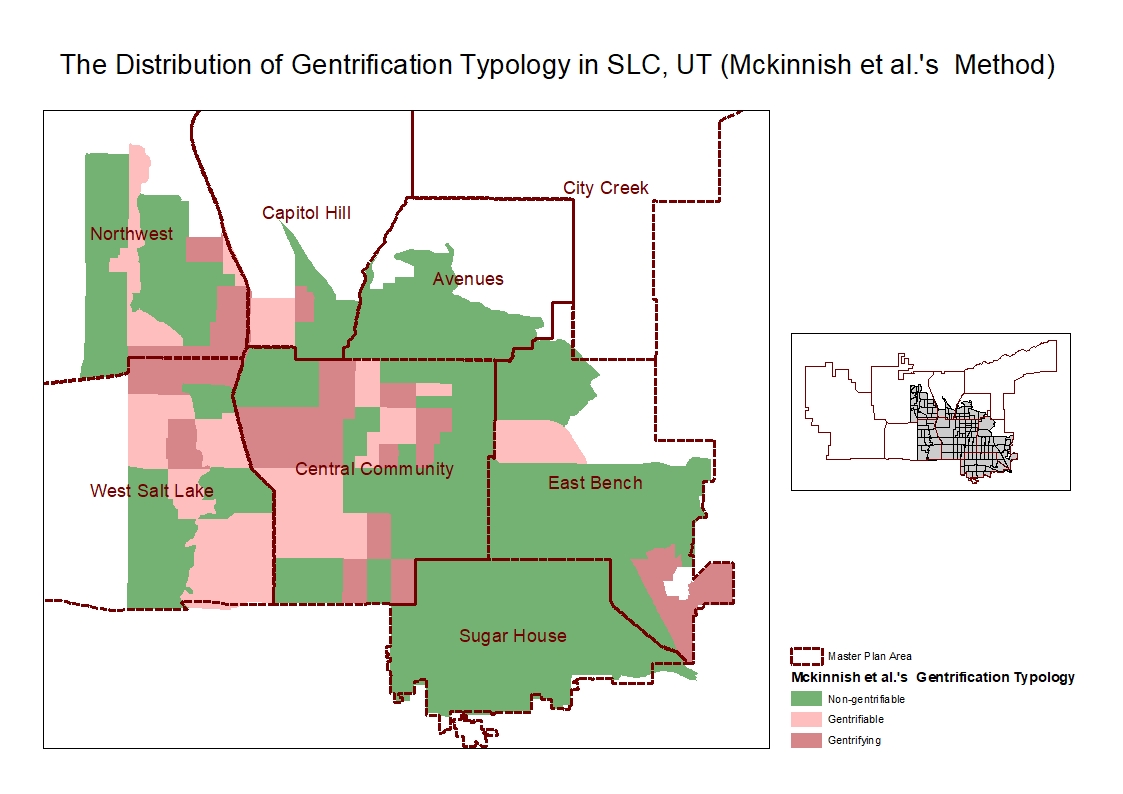 The Distribution of Gentrification Typology in SLC, UT (Mckinnish et al.'s  Method)
City Creek
Capitol Hill
Northwest
Avenues
Central Community
East Bench
West Salt Lake
Sugar House
Master Plan Area
Mckinnish et al.'s  Gentrification Typology
Non-gentrifiable
Gentrifiable
Gentrifying